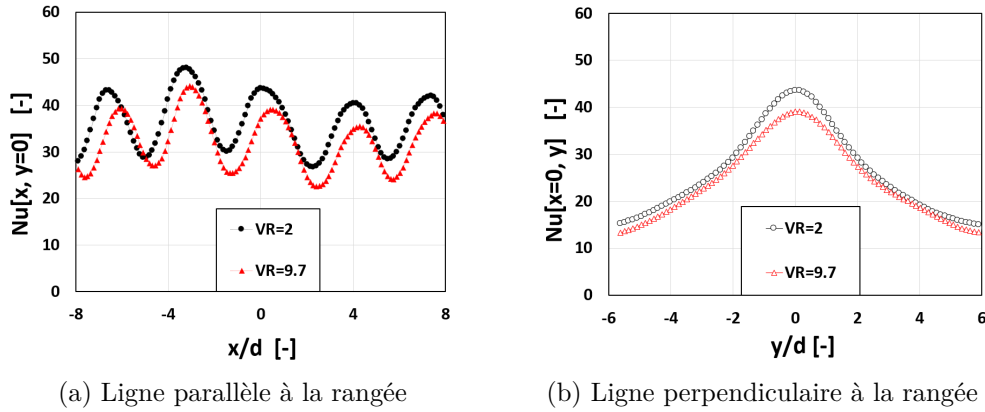 60
50
40
30
20
10
0
Nu[x, y=0] [-]
VR=2
VR=9.7
-8
-4
0
4
8
x/d [-]
(a) Ligne parallèle à la rangée
60
50
40
30
20
10
0
Nu[x=0, y] [-]
VR=2
VR=9.7
-6
-4
-2
0
2
4
6
y/d [-]
(b) Ligne perpendiculaire à la rangée